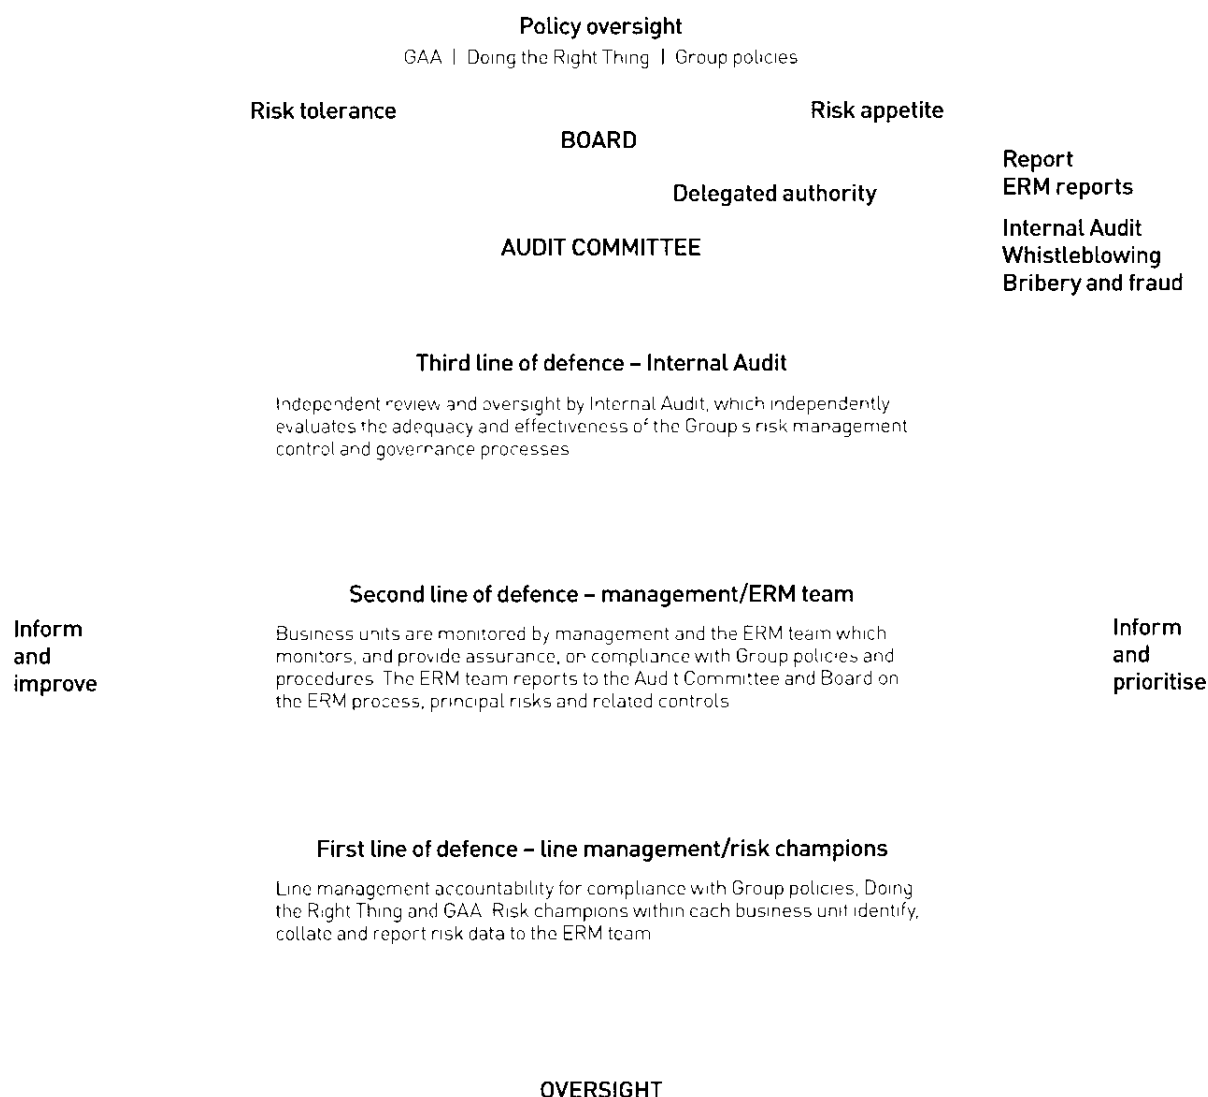 Policy oversight
GAA | Doing the Right Thing | Group policies
Risk tolerance
Risk appetite
BOARD
Report
ERM reports
Delegated authority
Internal Audit
Whistleblowing
Bribery and fraud
AUDIT COMMITTEE
Third line of defence – Internal Audit
Independent review and oversight by Internal Audit, which independently
evaluates the adequacy and effectiveness of the Group s risk management
control and governance processes
Second line of defence – management/ERM team
Inform
and
improve
Business units are monitored by management and the ERM team which
monitors, and provide assurance, on compliance with Group policies and
procedures The ERM team reports to the Aud t Committee and Board on
the ERM process, principal risks and related controls
Inform
and
prioritise
First line of defence – line management/risk champions
Line management accountability for compliance with Group policies, Doing
the Right Thing and GAA Risk champions within each business unit identify,
collate and report risk data to the ERM team
OVERSIGHT